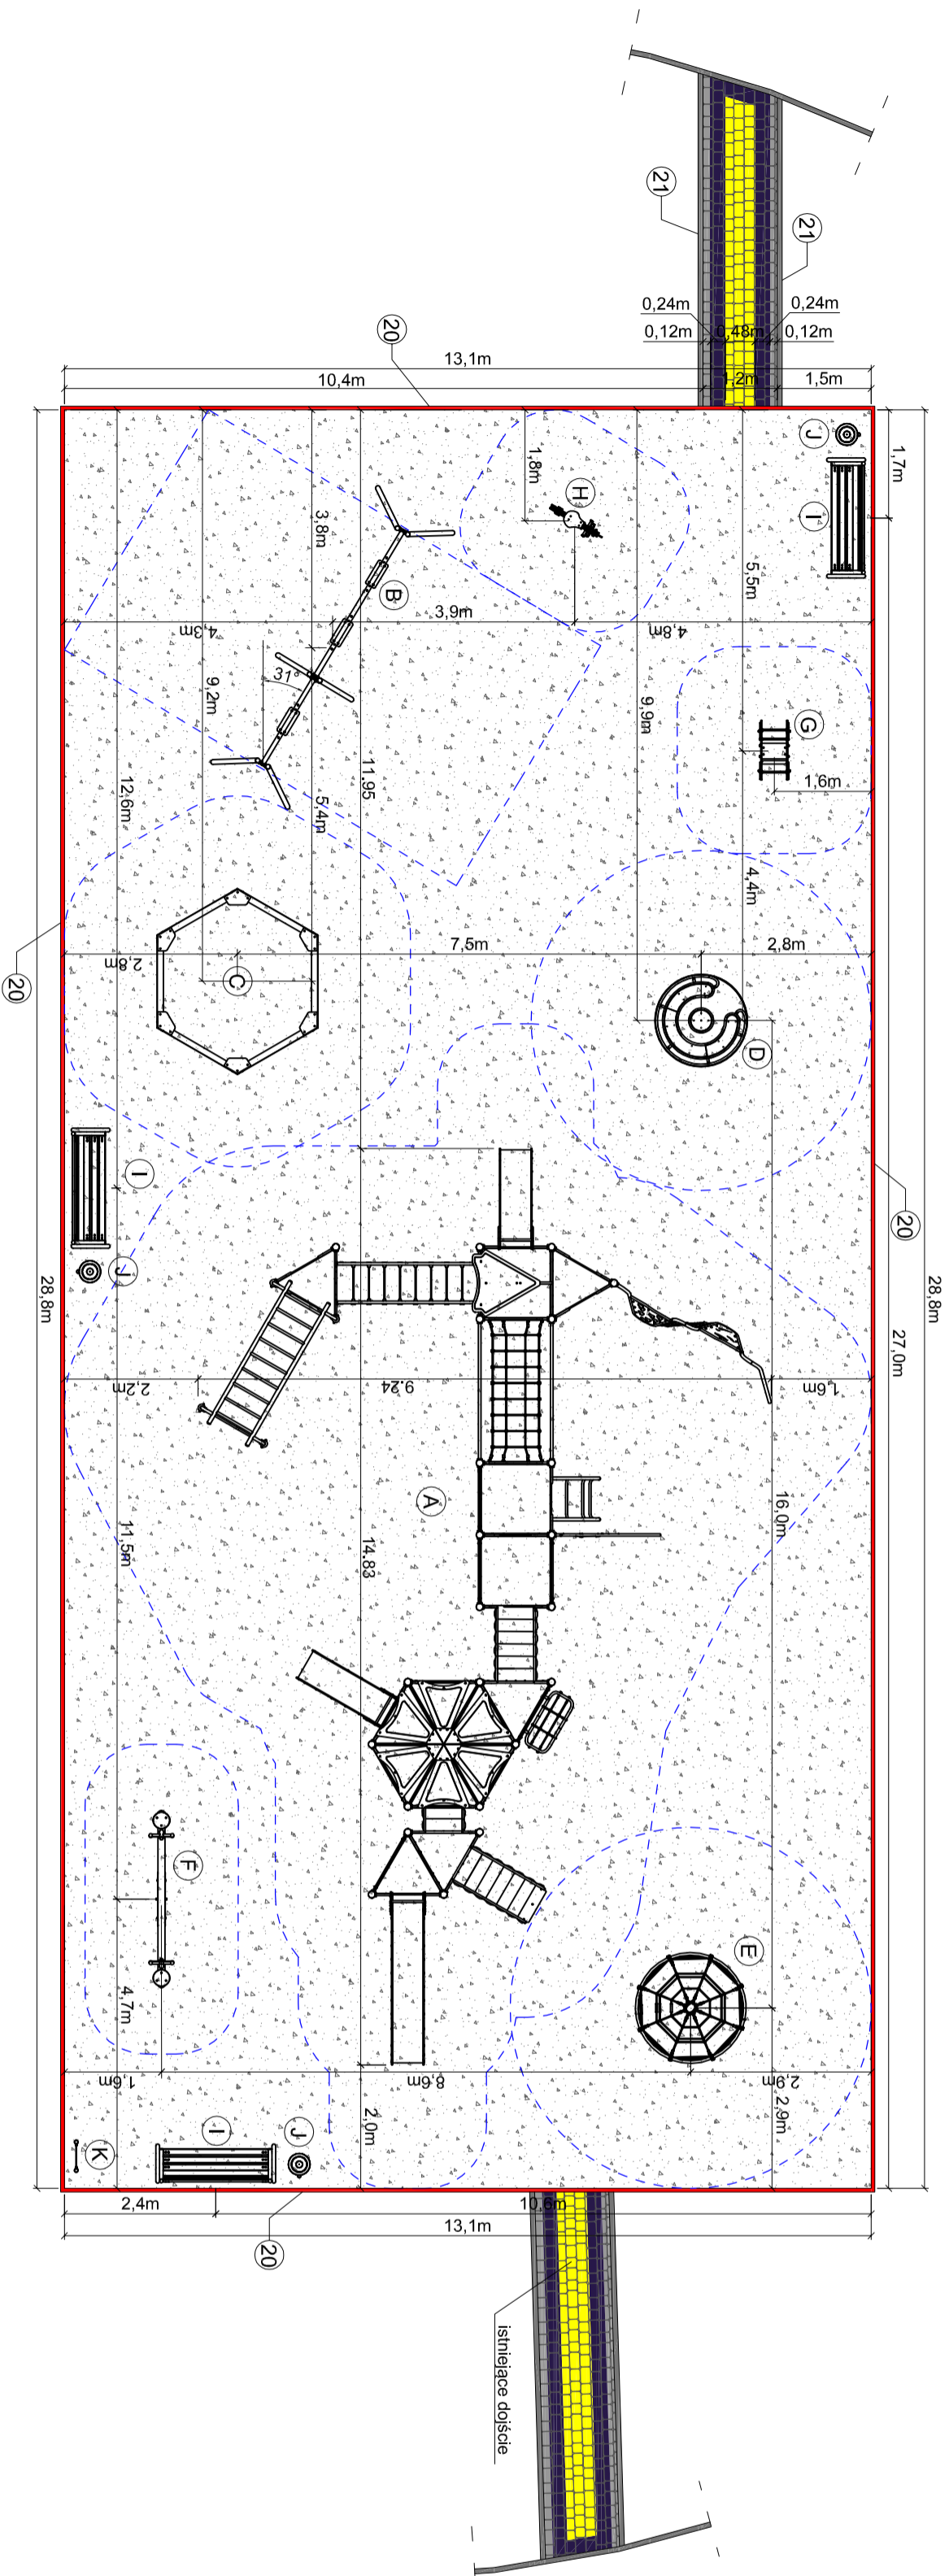 21
21
0,24m
0,24m
0,12m
0,48m
0,12m
20
13,1m
10,4m
1,2m
1,5m
J
1,7m
I
1,8m
H
3,8m
5,5m
B
3,9m
4,3m
4,8m
31°
9,2m
9,9m
G
1,6m
11.95
12,6m
5,4m
4,4m
7,5m
2,8m
2,8m
C
20
D
I
J
20
28,8m
28,8m
27,0m
2,2m
9.24
1,6m
A
16,0m
11,5m
14.83
F
E
4,7m
1,6m
8,6m
2,9m
2,9m
2,0m
K
I
J
2,4m
10,6m
13,1m
20
istniejące dojście